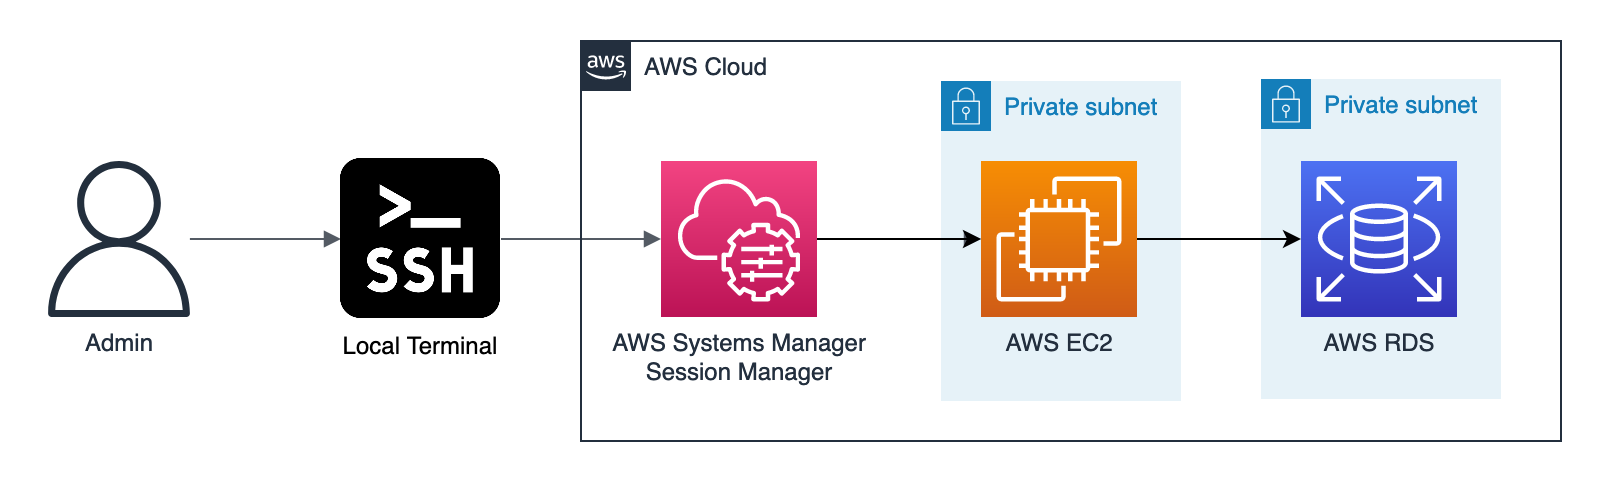 aws
AWS Cloud
Private subnet
Private subnet
>_
SSH
Admin
Local Terminal
AWS Systems Manager
Session Manager
AWS EC2
AWS RDS